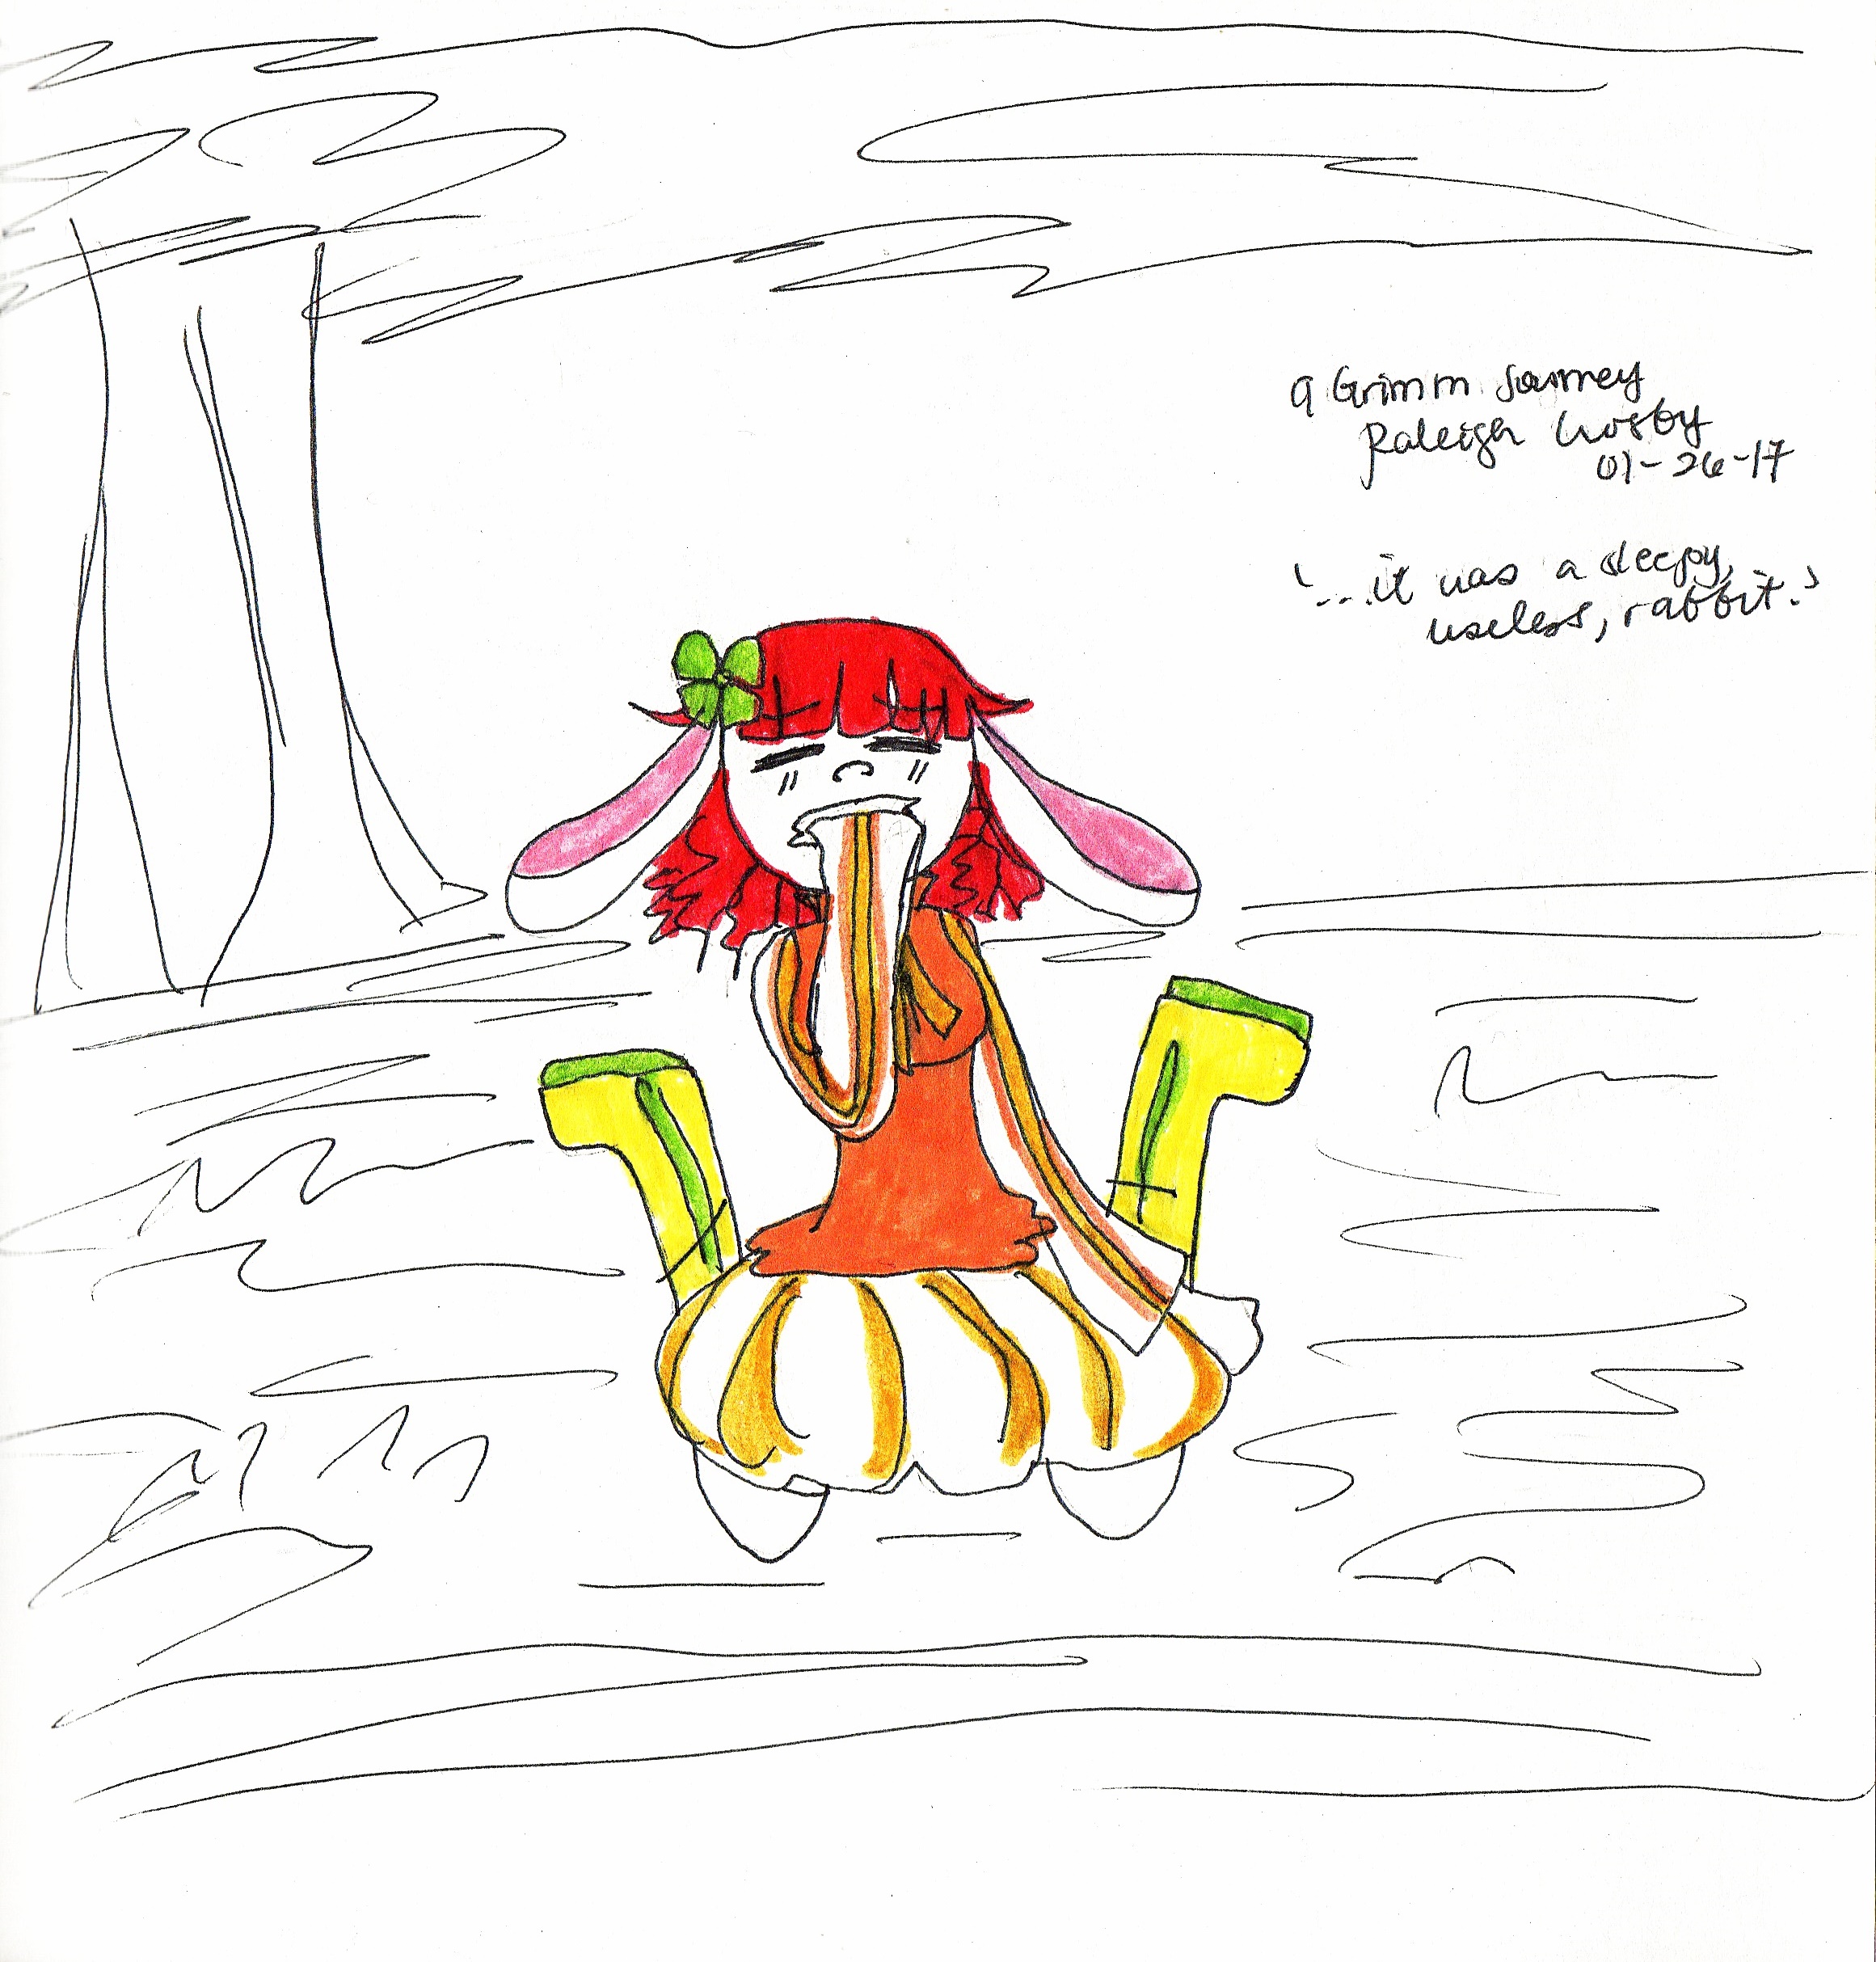 a Grimm Journey
Raleigh Crosby
01-26-17
'...it was a sleepy,
useless, rabbit.'